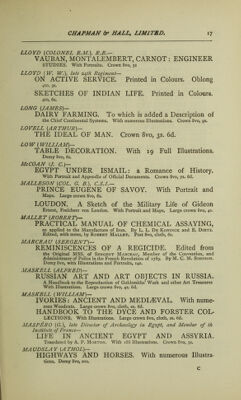 CHAPMAN & HALL, LIMITED. 17
LLOYD (COLONEL E.M.), R.E.—
VAUBAN, MONTALEMBERT, CARNOT: ENGINEER
STUDIES. With Portraits. Crown 8vo, 5s
LLOYD (W. W.), late 24th Regiment—
ON ACTIVE SERVICE. Printed in Colours. Oblong
4to, 5s.
SKETCHES OF INDIAN LIFE. Printed in Colours.
4to, 6s.
LONG (JAMES)—
DAIRY FARMING. To which is added a Description of
the Chief Continental Systems. With numerous Illustrations. Crown 8vo, 9s.
LOVELL (ARTHUR)—
THE IDEAL OF MAN. Crown 8vo, 3s. 6d.
LOW (WILLIAM)—
TABLE DECORATION. With 19 Full Illustrations.
Demy 8vo, 6s.
McCOAN (J. C.)—
EGYPT UNDER ISMAIL: a Romance of History.
With Portrait and Appendix of Official Documents. Crown 8vo, 7s. 6d.
MALLESON (COL. G. B.), C.S.I.—
PRINCE EUGENE OF SAVOY. With Portrait and
Maps. Large crown 8vo, 6s.
LOUDON. A Sketch of the Military Life of Gideon
Ernest, Freicherr von Loudon. With Portrait and Maps. Large crown 8vo, 4s.
MALLET (ROBERT)—
PRACTICAL MANUAL OF CHEMICAL ASSAYING,
as applied to the Manufacture of Iron. By L. L. De Koninck and E. Dietz.
Edited, with notes, by Robert Mallet. Post 8vo, cloth, 6s.
MARCEAU (SERGENT)—
REMINISCENCES OF A REGICIDE. Edited from
the Original MSS. of Sergent Marceau, Member of the Convention, and
Administrator of Police in the French Revolution of 1789. By M. C. M. Simpson.
Demy 8vo, with Illustrations and Portraits, 14s.
MASKELL (ALFRED)—
RUSSIAN ART AND ART OBJECTS IN RUSSIA.
A Handbook to the Reproduction of Goldsmiths' Work and other Art Treasures
With Illustrations. Large crown 8vo, 4s. 6d.
MASKELL (WILLIAM)—
IVORIES: ANCIENT AND MEDIÆVAL. With nume-
rous Woodcuts. Large crown 8vo, cloth, 2s. 6d.
HANDBOOK TO THE DYCE AND FORSTER COL-
LECTIONS. With Illustrations. Large crown 8vo, cloth, 2s. 6d.
MASPÉRO (G.), late Director of Archæology in Egypt, and Member of the
Institute of France—
LIFE IN ANCIENT EGYPT AND ASSYRIA.
Translated by A. P. Morton. With 188 Illustrations. Crown 8vo, 5s.
MAUDSLAY (ATHOL)—
HIGHWAYS AND HORSES. With numerous Illustra-
tions. Demy 8vo, 21s.
C